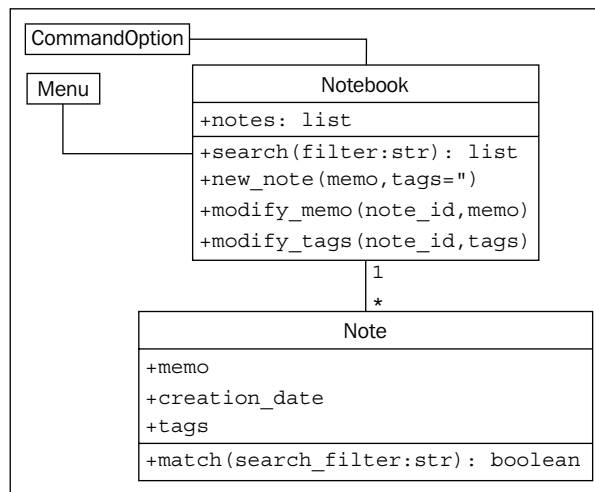 CommandOption
Menu
Notebook
+notes: list
+search(filter:str): list
+new_note(memo,tags=")
+modify_memo(note_id,memo)
+modify_tags(note_id,tags)
1
*
Note
+memo
+creation_date
+tags
+match(search_filter:str): boolean